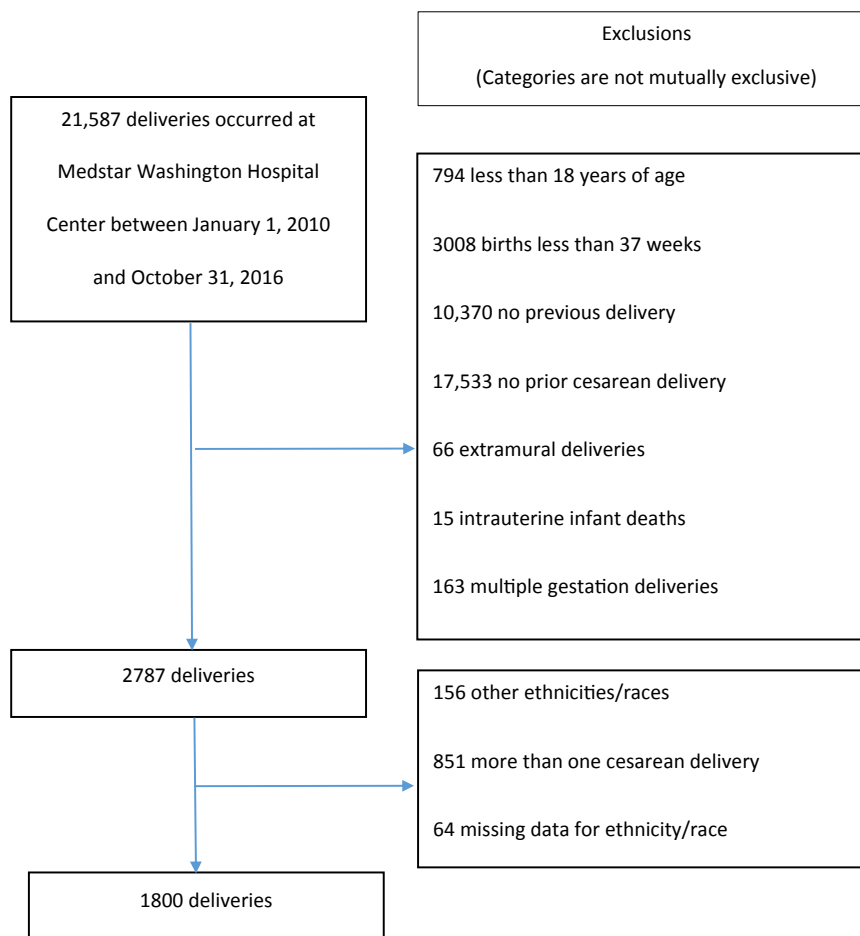 Exclusions
(Categories are not mutually exclusive)
21,587 deliveries occurred at
Medstar Washington Hospital
Center between January 1, 2010
and October 31, 2016
794 less than 18 years of age
3008 births less than 37 weeks
10,370 no previous delivery
17,533 no prior cesarean delivery
66 extramural deliveries
15 intrauterine infant deaths
163 multiple gestation deliveries
2787 deliveries
156 other ethnicities/races
851 more than one cesarean delivery
64 missing data for ethnicity/race
1800 deliveries